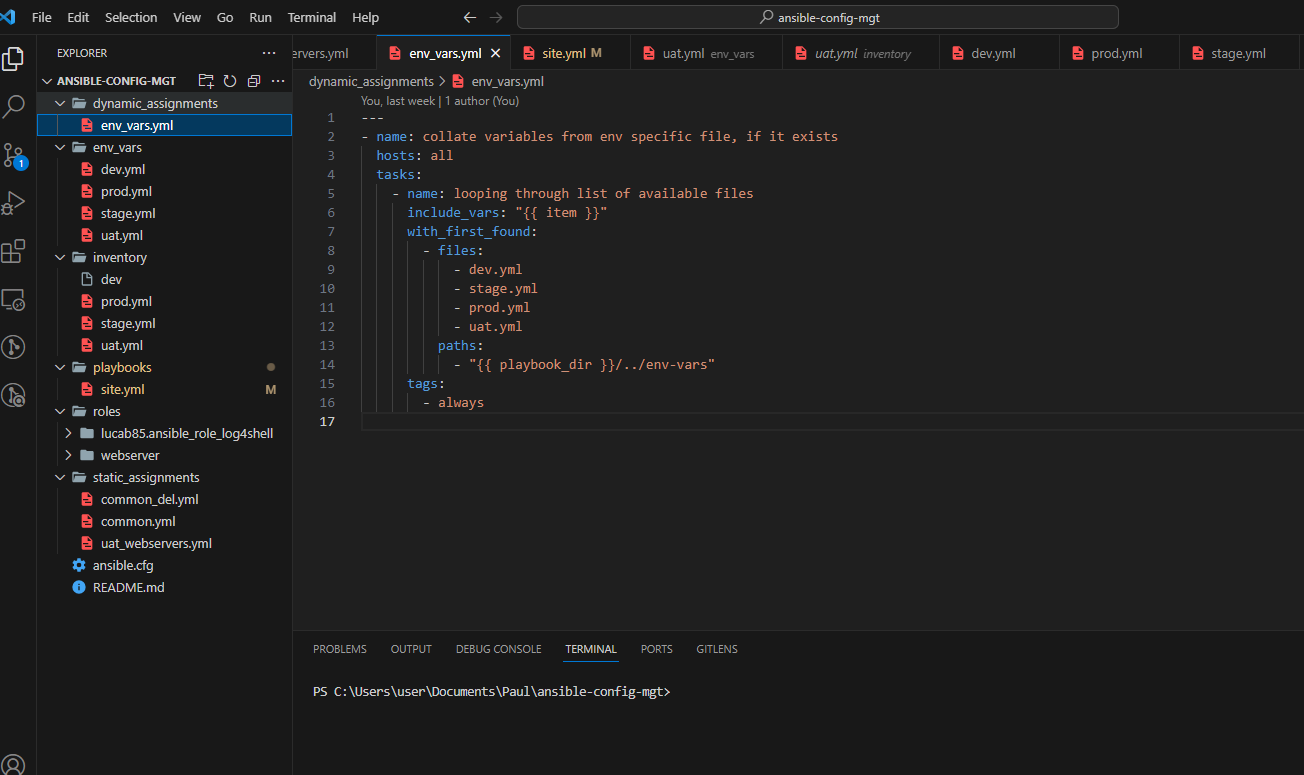 File Edit Selection View Go Run Terminal Help
ansible-config-mgt
EXPLORER
ervers.yml
env_vars.yml
site.yml M
uat.yml env_vars
uat.yml inventory
dev.yml
prod.yml
stage.yml
ANSIBLE-CONFIG-MGT
dynamic_assignments
env_vars.yml
env_vars
dev.yml
prod.yml
stage.yml
uat.yml
inventory
dev
prod.yml
stage.yml
uat.yml
playbooks
site.yml M
roles
lucab85.ansible_role_log4shell
webserver
static_assignments
common_del.yml
common.yml
uat_webservers.yml
ansible.cfg
README.md
1
dynamic_assignments > env_vars.yml
You, last week | 1 author (You)
1 ---
2 - name: collate variables from env specific file, if it exists
3   hosts: all
4   tasks:
5     - name: looping through list of available files
6       include_vars: "{{ item }}"
7       with_first_found:
8         - files:
9             - dev.yml
10             - stage.yml
11             - prod.yml
12             - uat.yml
13           paths:
14             - "{{ playbook_dir }}/../env-vars"
15       tags:
16         - always
17
PROBLEMS OUTPUT DEBUG CONSOLE TERMINAL PORTS GITLENS
PS C:\Users\user\Documents\Paul\ansible-config-mgt>